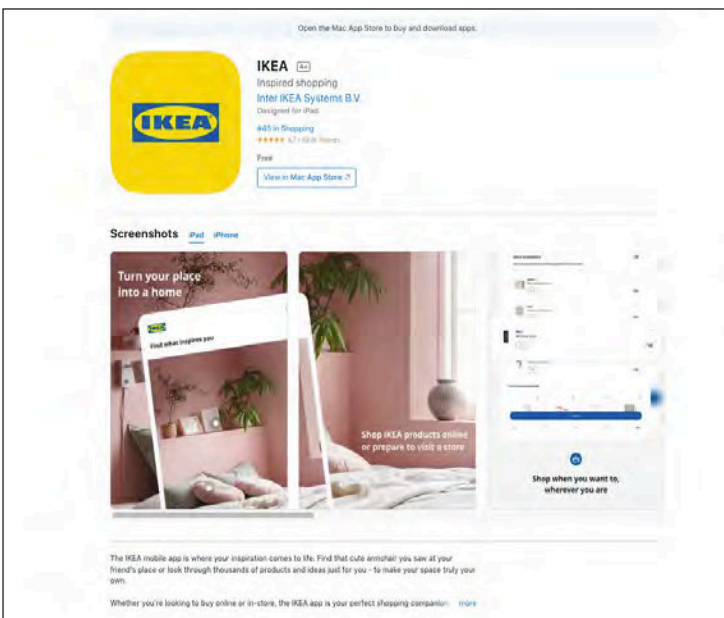 Open the Mac App Store to buy and download apps.
IKEA 4+
Inspired shopping
Inter IKEA Systems B.V.
Designed for iPad
#45 in Shopping
Free
View in Mac App Store ↗
IKEA
Screenshots iPad iPhone
Turn your place
into a home
IKEA
Find what inspires you
Shop IKEA products online
or prepare to visit a store
Shop when you want to,
wherever you are
The IKEA mobile app is where your inspiration comes to life. Find that cute armchair you saw at your
friend's place or look through thousands of products and ideas just for you - to make your space truly your
own.
Whether you're looking to buy online or in-store, the IKEA app is your perfect shopping companion. more